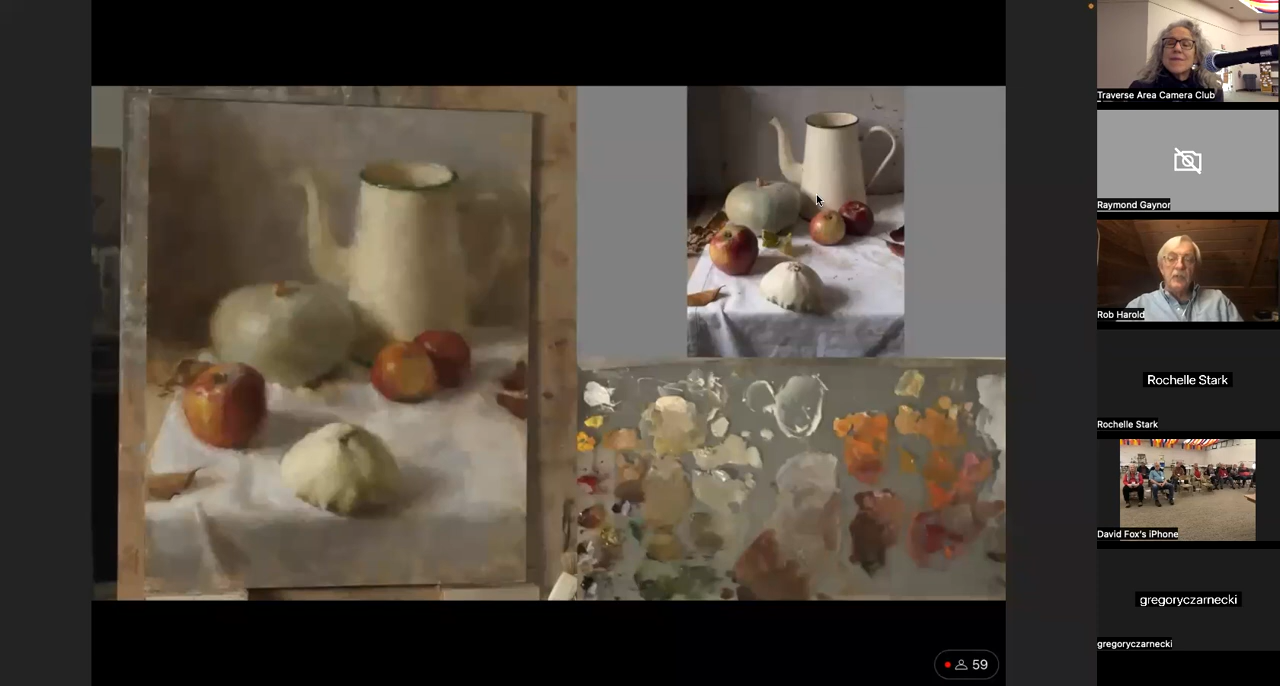 Traverse Area Camera Club
Raymond Gaynor
Rob Harold
Rochelle Stark
Rochelle Stark
David Fox's iPhone
gregoryczarnecki
gregoryczarnecki
59